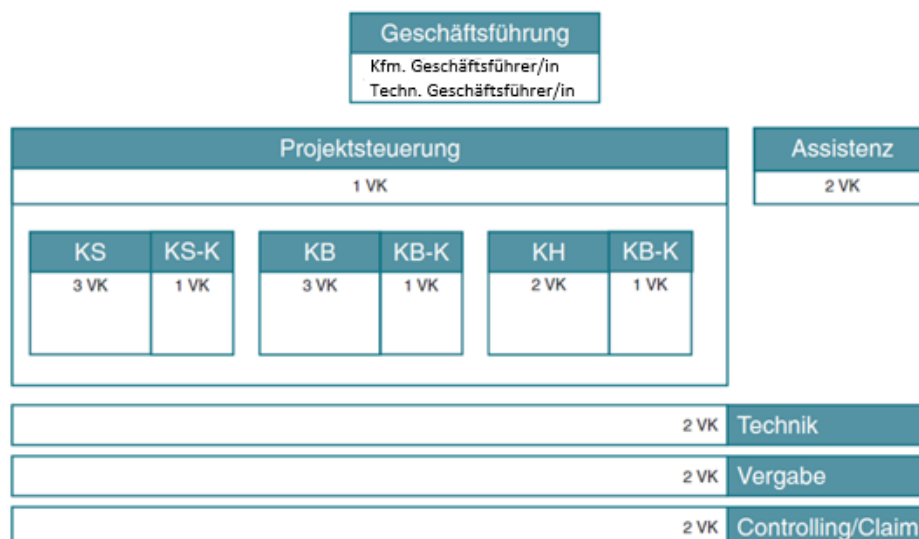 Geschäftsführung
Kfm. Geschäftsführer/in
Techn. Geschäftsführer/in
Projektsteuerung
1 VK
Assistenz
2 VK
KS
KS-K
KB
KB-K
KH
KB-K
3 VK
1 VK
3 VK
1 VK
2 VK
1 VK
2 VK Technik
2 VK Vergabe
2 VK Controlling/Claim